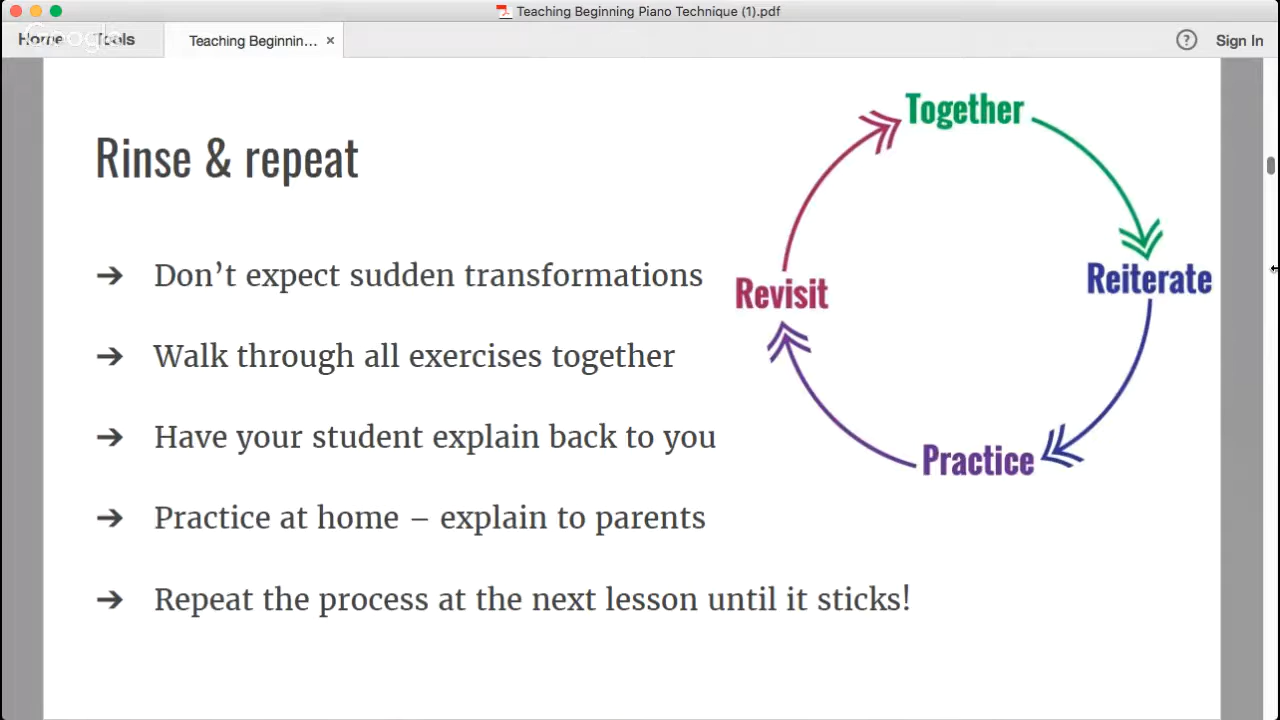 Teaching Beginning Piano Technique (1).pdf
Home Tools Teaching Beginnin... × ? Sign In
Google
Together
Rinse & repeat
Don't expect sudden transformations
Reiterate
Revisit
Walk through all exercises together
Have your student explain back to you
Practice
Practice at home – explain to parents
Repeat the process at the next lesson until it sticks!